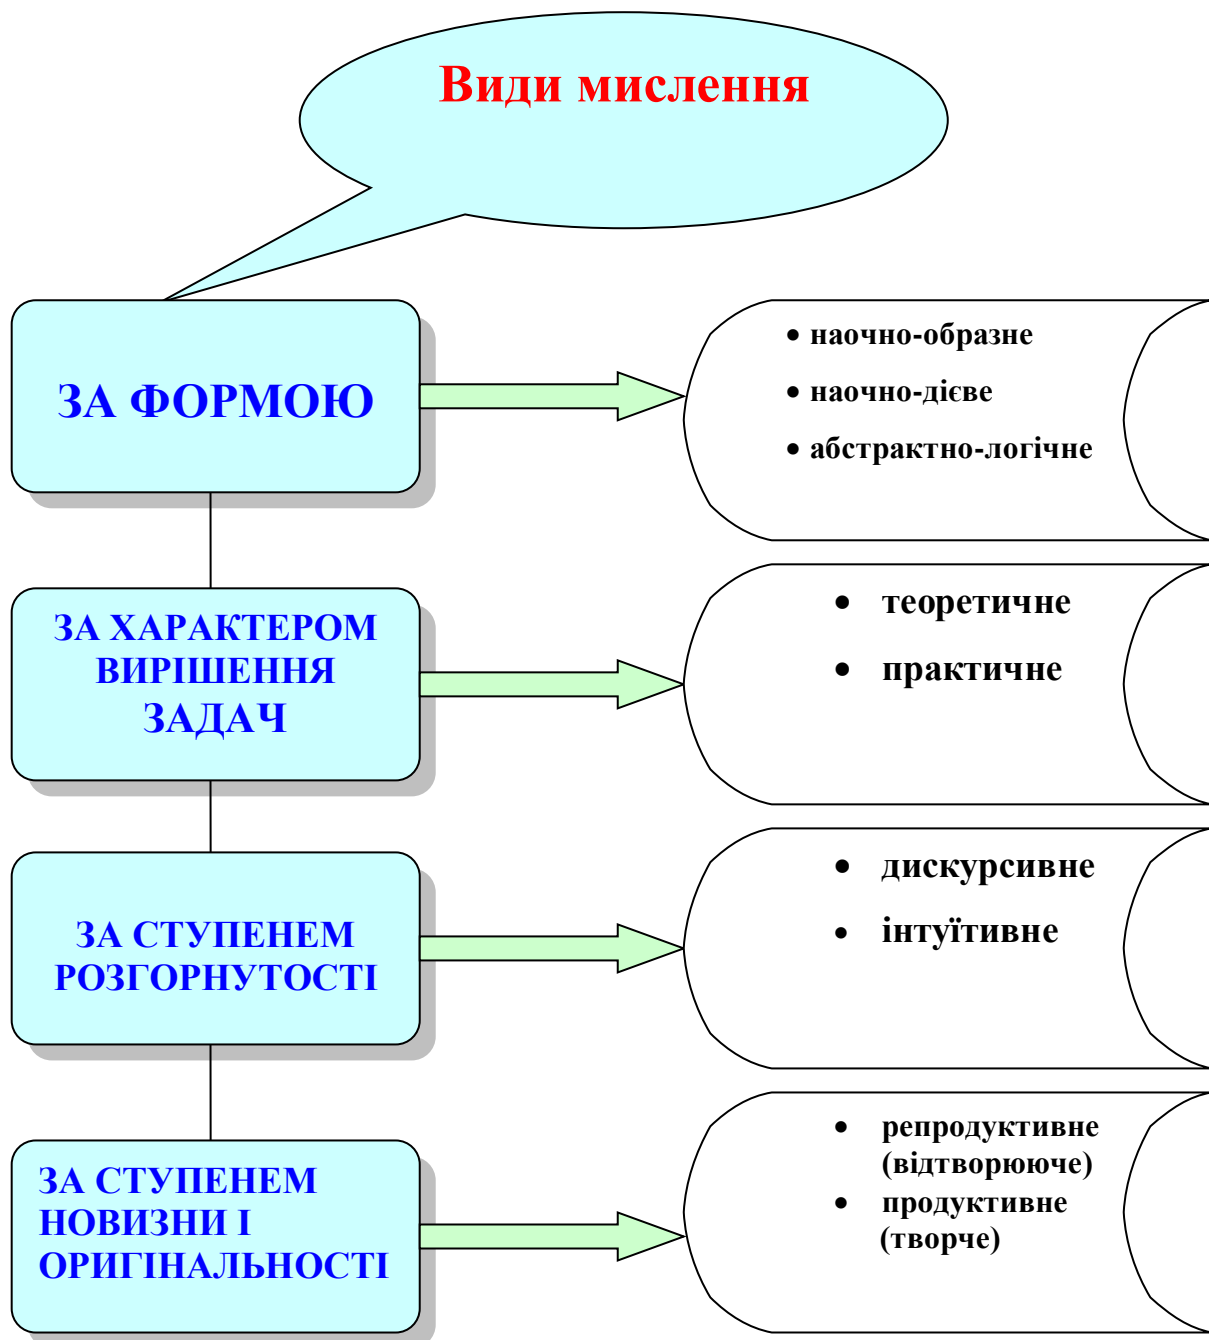 Види мислення
ЗА ФОРМОЮ
• наочно-образне
• наочно-дієве
• абстрактно-логічне
ЗА ХАРАКТЕРОМ
ВИРІШЕННЯ
ЗАДАЧ
• теоретичне
• практичне
ЗА СТУПЕНЕМ
РОЗГОРНУТОСТІ
• дискурсивне
• інтуїтивне
ЗА СТУПЕНЕМ
НОВИЗНИ І
ОРИГІНАЛЬНОСТІ
• репродуктивне
(відтворююче)
• продуктивне
(творче)